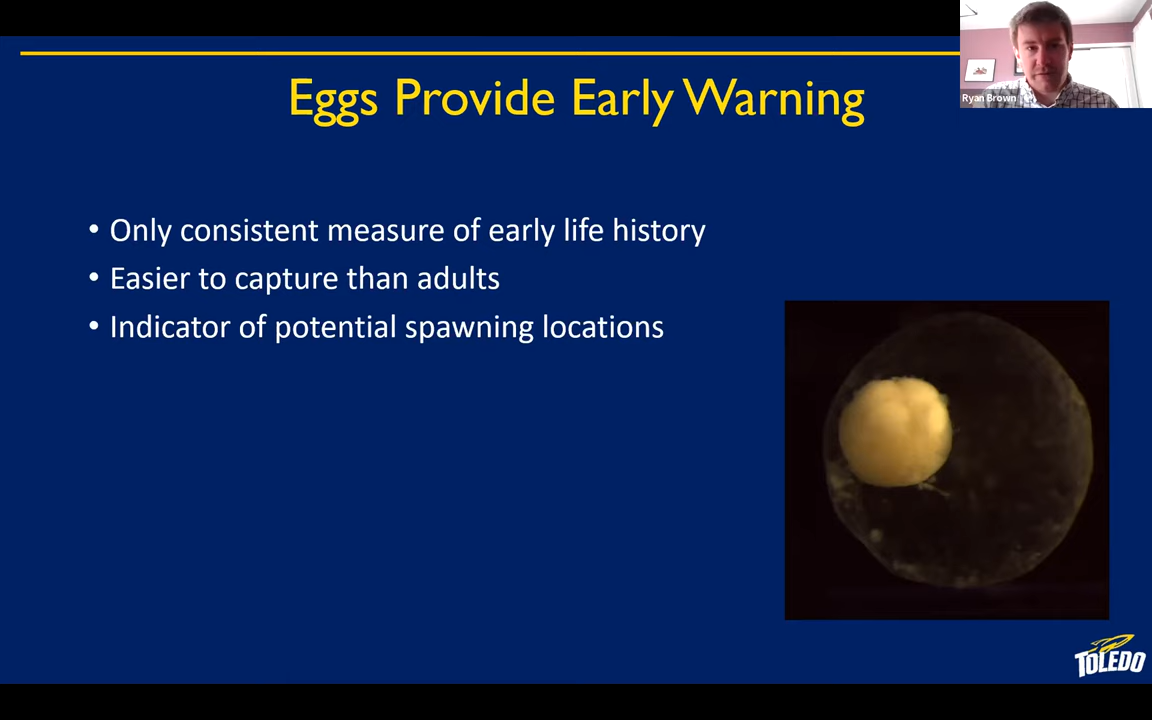 Eggs Provide Early Warning
Ryan Brown
• Only consistent measure of early life history
• Easier to capture than adults
• Indicator of potential spawning locations
TOLEDO